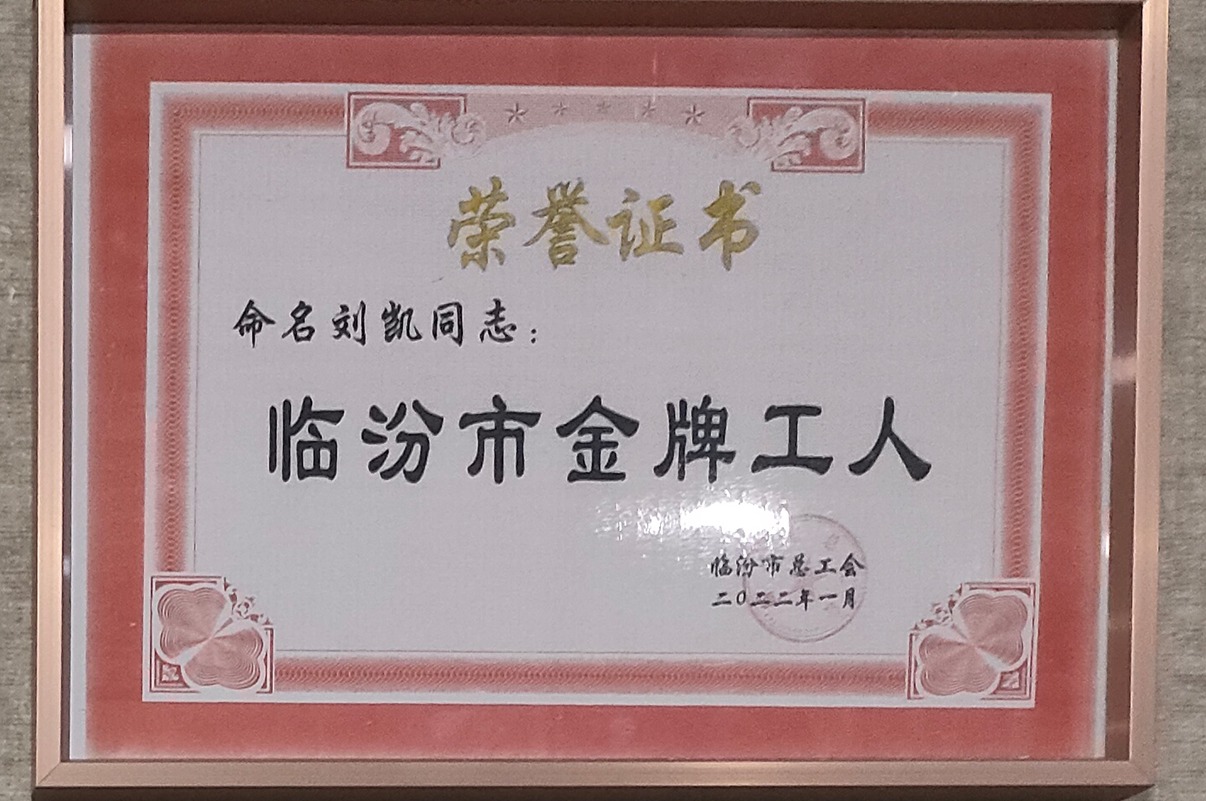 荣誉证书
命名刘凯同志：
临汾市金牌工人
临汾市总工会
二0二二年一月